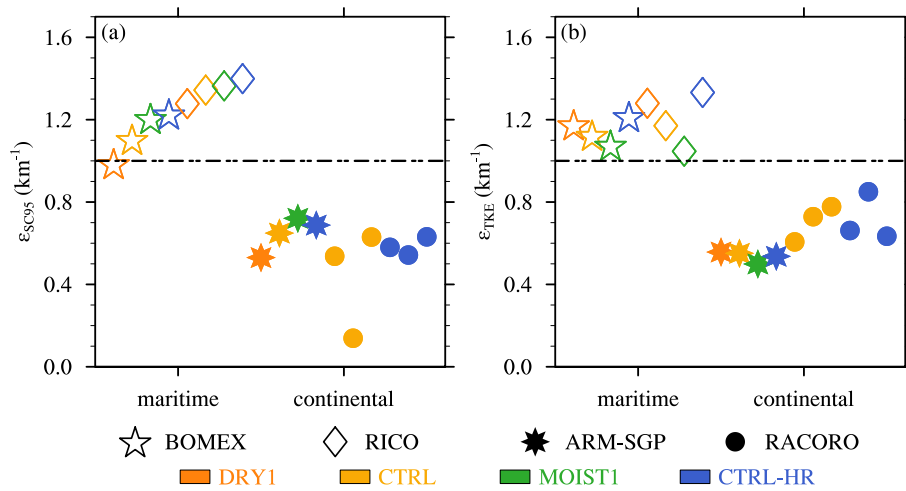 (a)
(b)
1.6
1.2
0.8
0.4
0.0
1.6
1.2
0.8
0.4
0.0
εSC95 (km⁻¹)
εTKE (km⁻¹)
maritime continental
maritime continental
BOMEX RICO ARM-SGP RACORO
DRY1 CTRL MOIST1 CTRL-HR